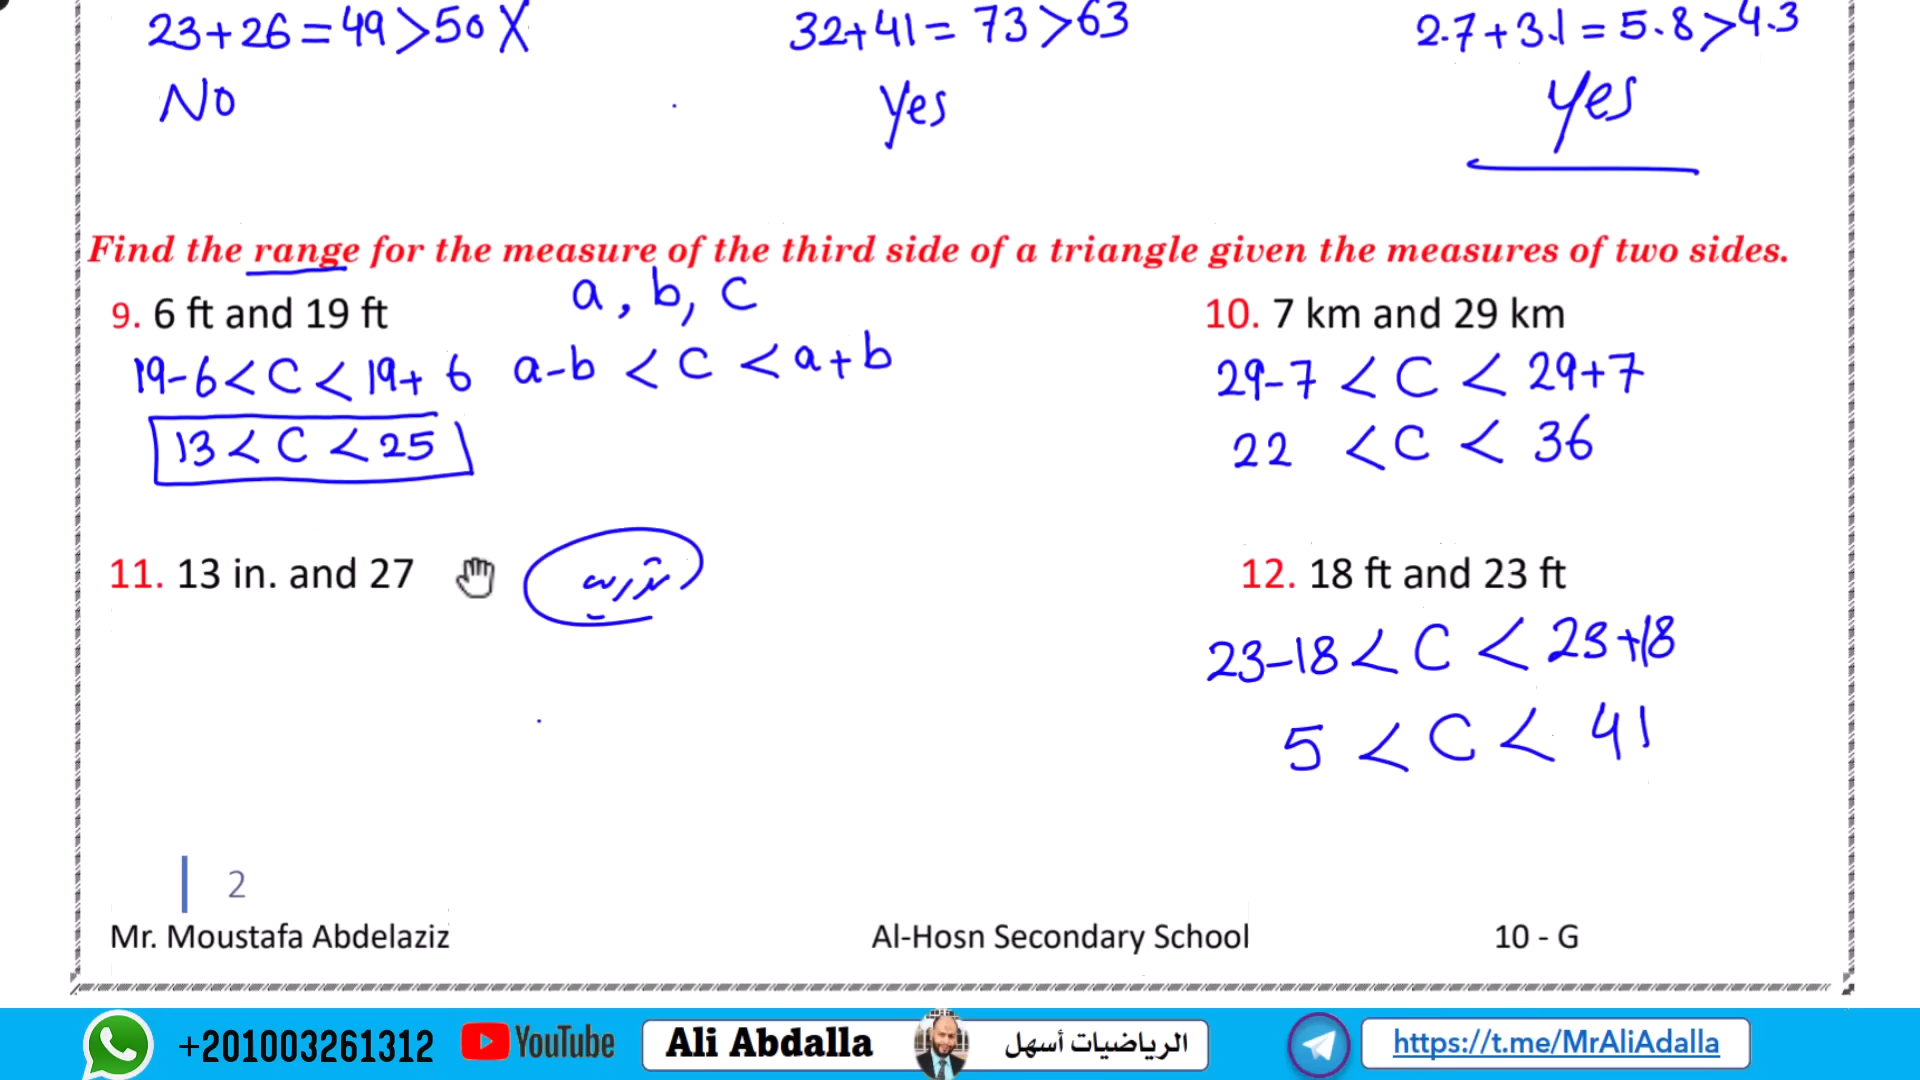 23+26=49>50 X
No
32+41=73>63
Yes
2.7+3.1=5.8>4.3
Yes
Find the range for the measure of the third side of a triangle given the measures of two sides.
9. 6 ft and 19 ft
a, b, c
a-b < C < a+b
19-6 < C < 19+ 6
13 < C < 25
10. 7 km and 29 km
29-7 < C < 29+7
22 < C < 36
11. 13 in. and 27
12. 18 ft and 23 ft
23-18 < C < 23+18
5 < C < 41
2
Mr. Moustafa Abdelaziz
Al-Hosn Secondary School
10 - G
+201003261312
YouTube
Ali Abdalla
الرياضيات أسهل
https://t.me/MrAliAdalla